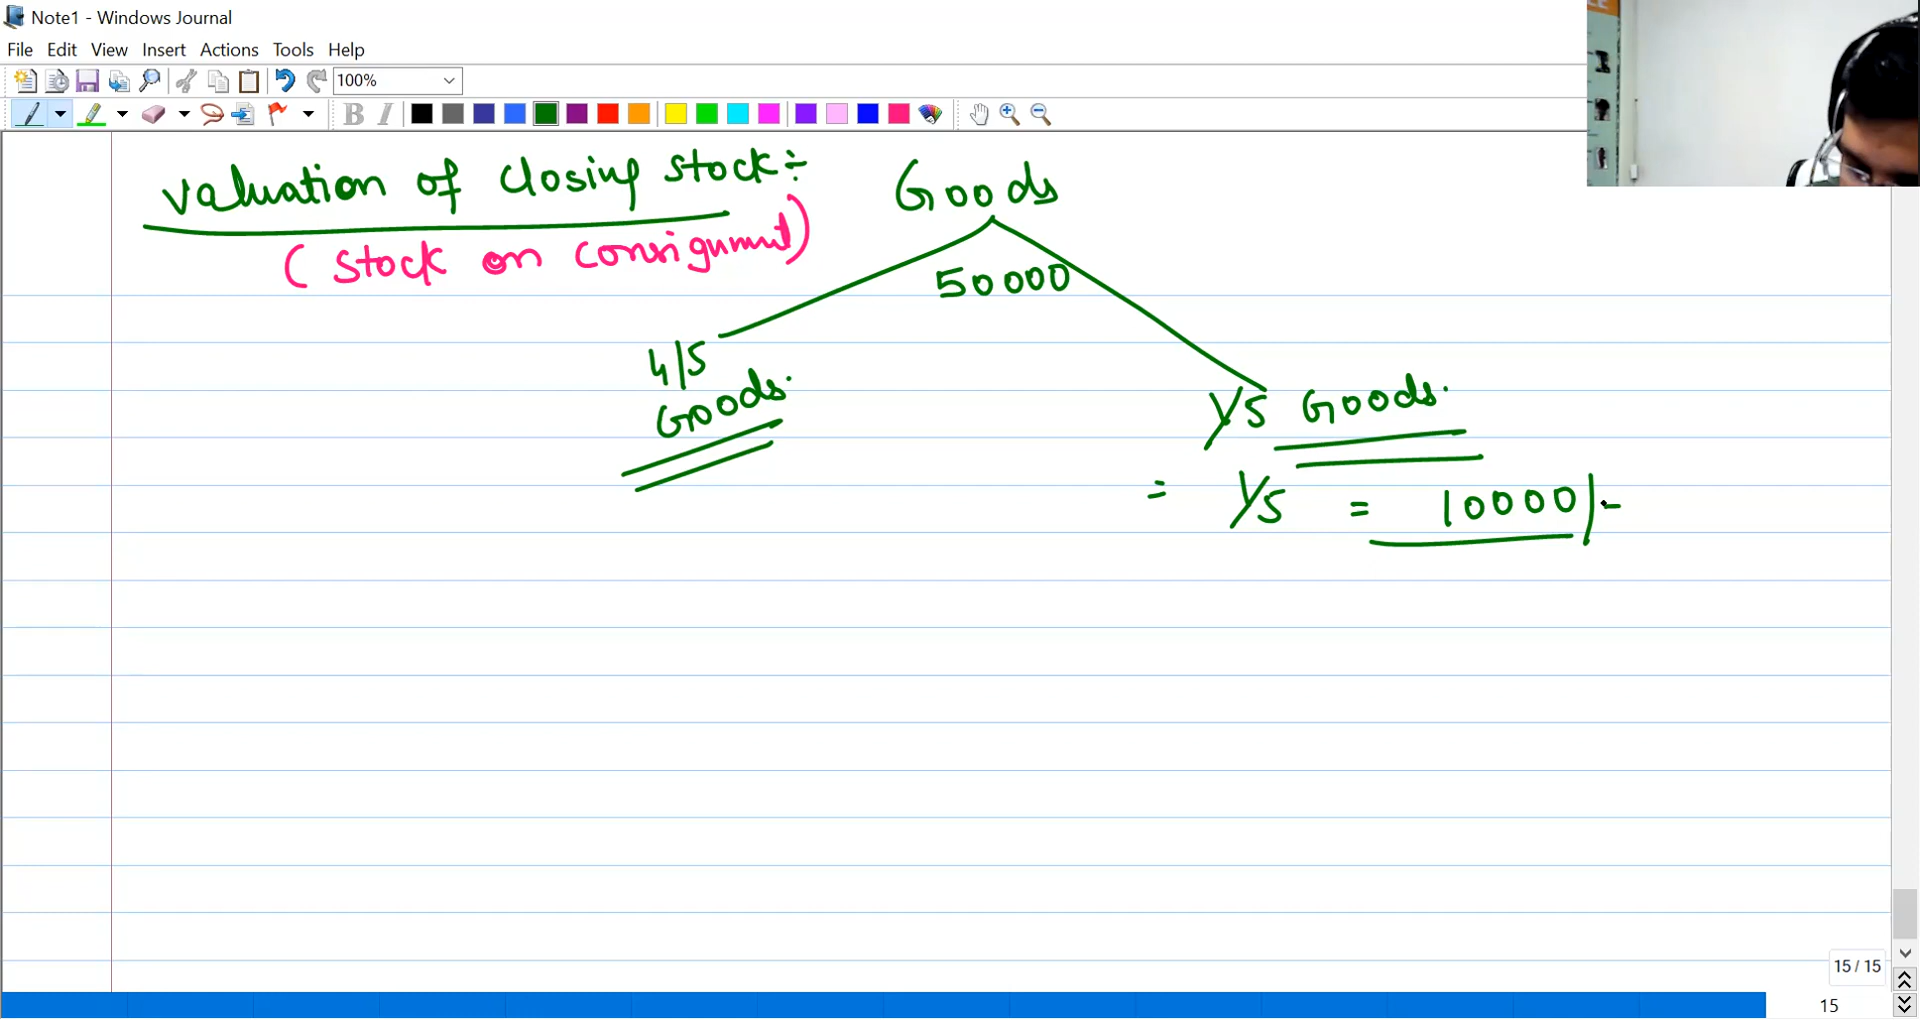 Note1 - Windows Journal
File Edit View Insert Actions Tools Help
100%
B I
Valuation of closing stock:-
(Stock on consignment)
Goods
50000
4/5
Goods.
1/5 Goods.
= 1/5 = 10000/-
15 / 15
15